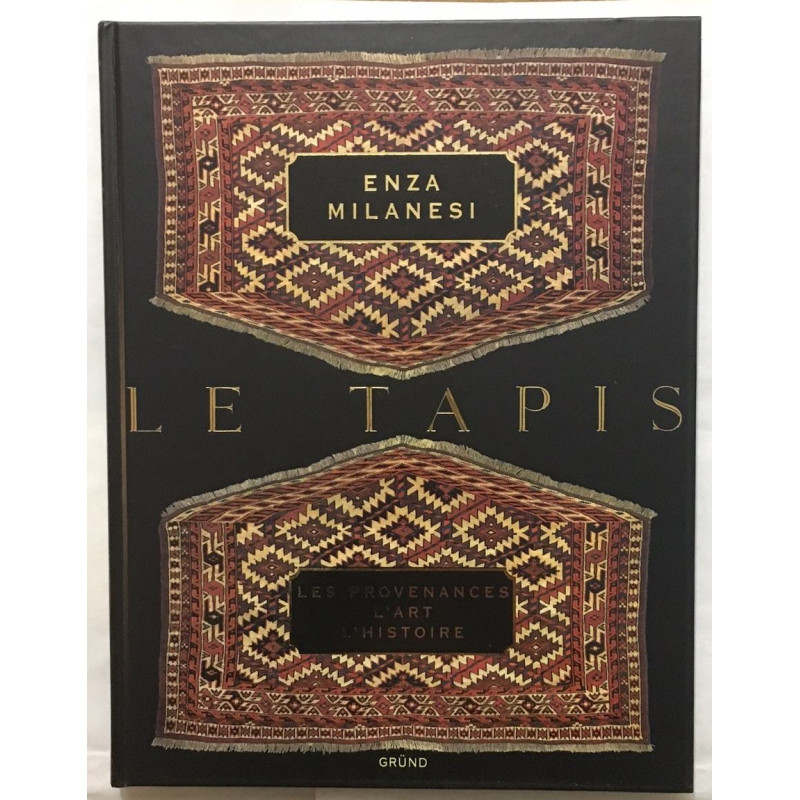 ENZA
MILANESI
LE TAPIS
LES PROVENANCES
L'ART
L'HISTOIRE
GRÜND